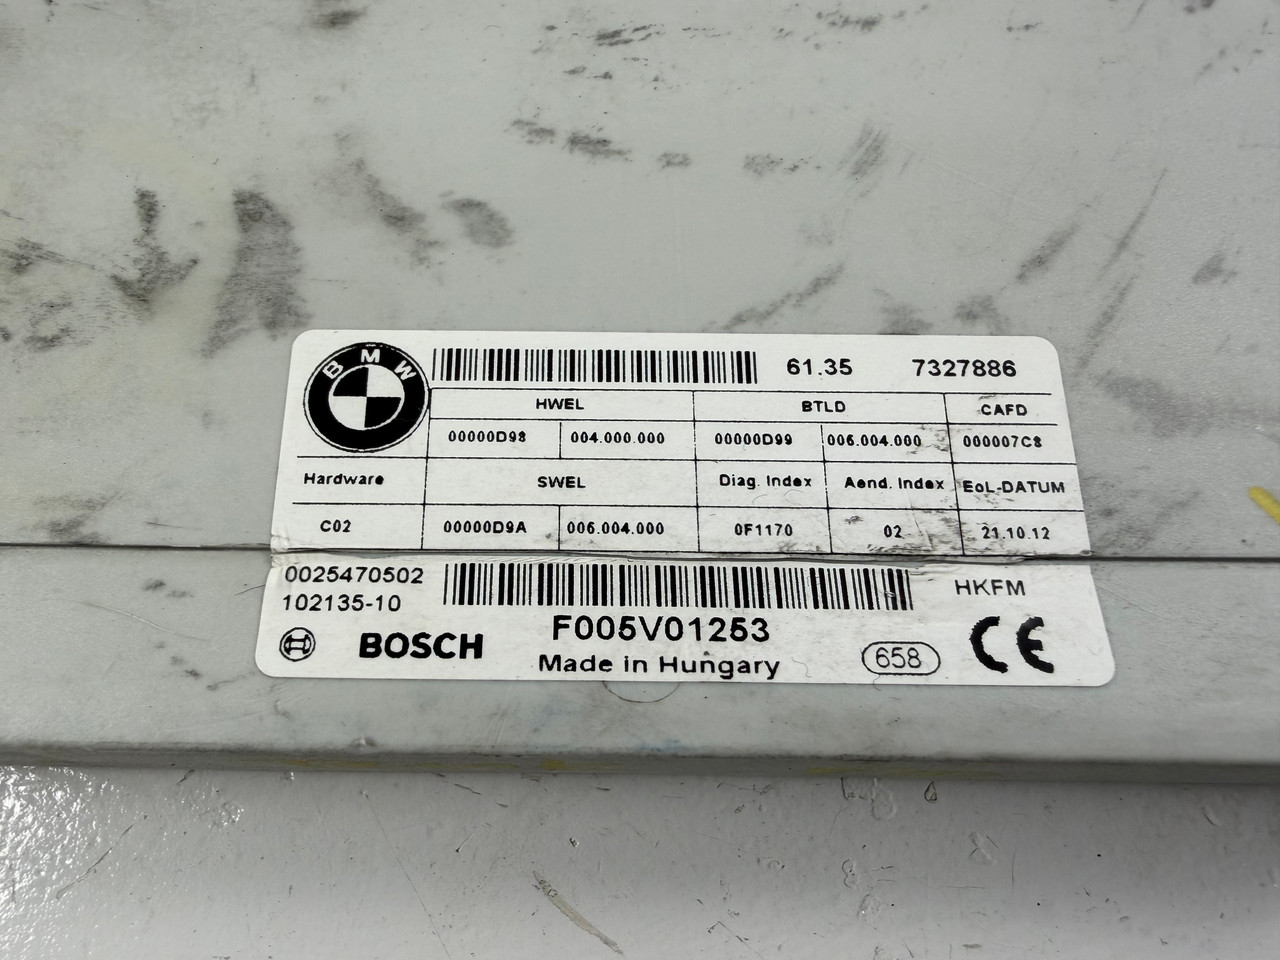 BMW
61.35 7327886
HWEL BTLD CAFD
00000D98 004.000.000 00000D99 006.004.000 000007C8
Hardware SWEL Diag. Index Aend. Index EoL-DATUM
C02 00000D9A 006.004.000 0F1170 02 21.10.12
0025470502
102135-10
HKFM
F005V01253
BOSCH
Made in Hungary
658
CE